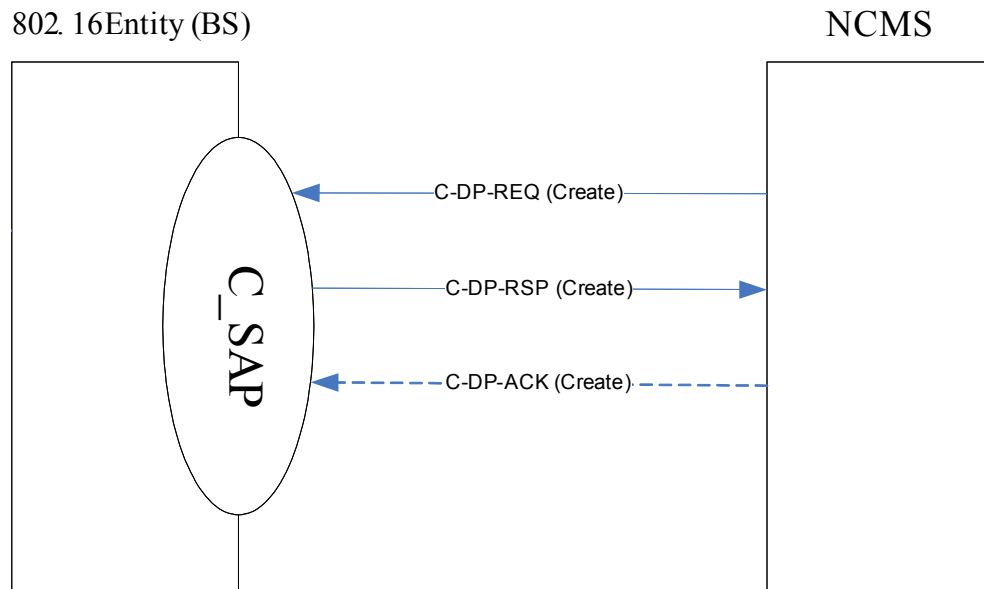 802. 16Entity (BS)
NCMS
C-DP-REQ (Create)
C_SAP
C-DP-RSP (Create)
C-DP-ACK (Create)